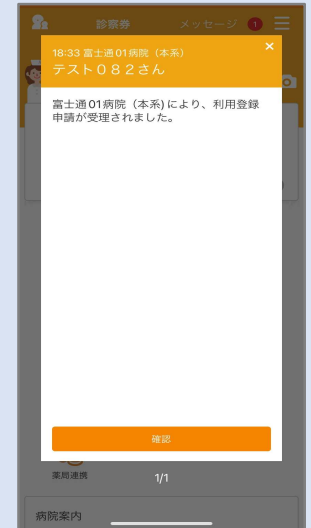 診察券 メッセージ 1
18:33 富士通01病院（本系）
×
テスト０８２さん
富士通01病院（本系）により、利用登録
申請が受理されました。
確認
薬局連携
1/1
病院案内